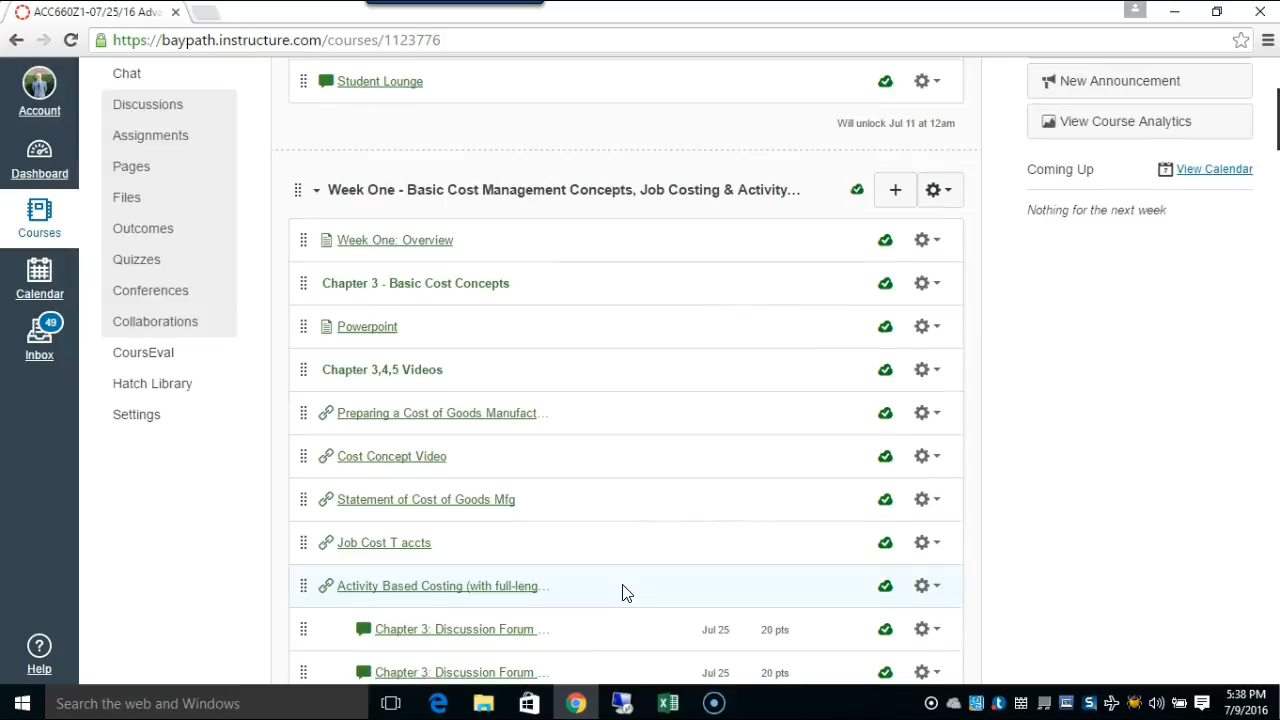 ACC660Z1-07/25/16 Adva
https://baypath.instructure.com/courses/1123776
Account
Dashboard
Courses
Calendar
49
Inbox
Help
Chat
Discussions
Assignments
Pages
Files
Outcomes
Quizzes
Conferences
Collaborations
CoursEval
Hatch Library
Settings
Student Lounge
Will unlock Jul 11 at 12am
Week One - Basic Cost Management Concepts, Job Costing & Activity...
Week One: Overview
Chapter 3 - Basic Cost Concepts
Powerpoint
Chapter 3,4,5 Videos
Preparing a Cost of Goods Manufact...
Cost Concept Video
Statement of Cost of Goods Mfg
Job Cost T accts
Activity Based Costing (with full-leng...
Chapter 3: Discussion Forum ... Jul 25 20 pts
Chapter 3: Discussion Forum ... Jul 25 20 pts
New Announcement
View Course Analytics
Coming Up
7 View Calendar
Nothing for the next week
Search the web and Windows
5:38 PM
7/9/2016